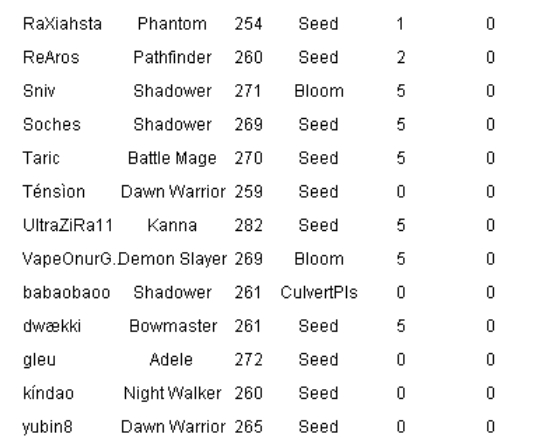 RaXiahsta Phantom 254 Seed 1 0
ReAros Pathfinder 260 Seed 2 0
Sniv Shadower 271 Bloom 5 0
Soches Shadower 269 Seed 5 0
Taric Battle Mage 270 Seed 5 0
Ténsìon Dawn Warrior 259 Seed 0 0
UltraZiRa11 Kanna 282 Seed 5 0
VapeOnurG. Demon Slayer 269 Bloom 5 0
babaobaoo Shadower 261 CulvertPls 0 0
dwækki Bowmaster 261 Seed 5 0
gleu Adele 272 Seed 0 0
kíndao Night Walker 260 Seed 0 0
yubin8 Dawn Warrior 265 Seed 0 0